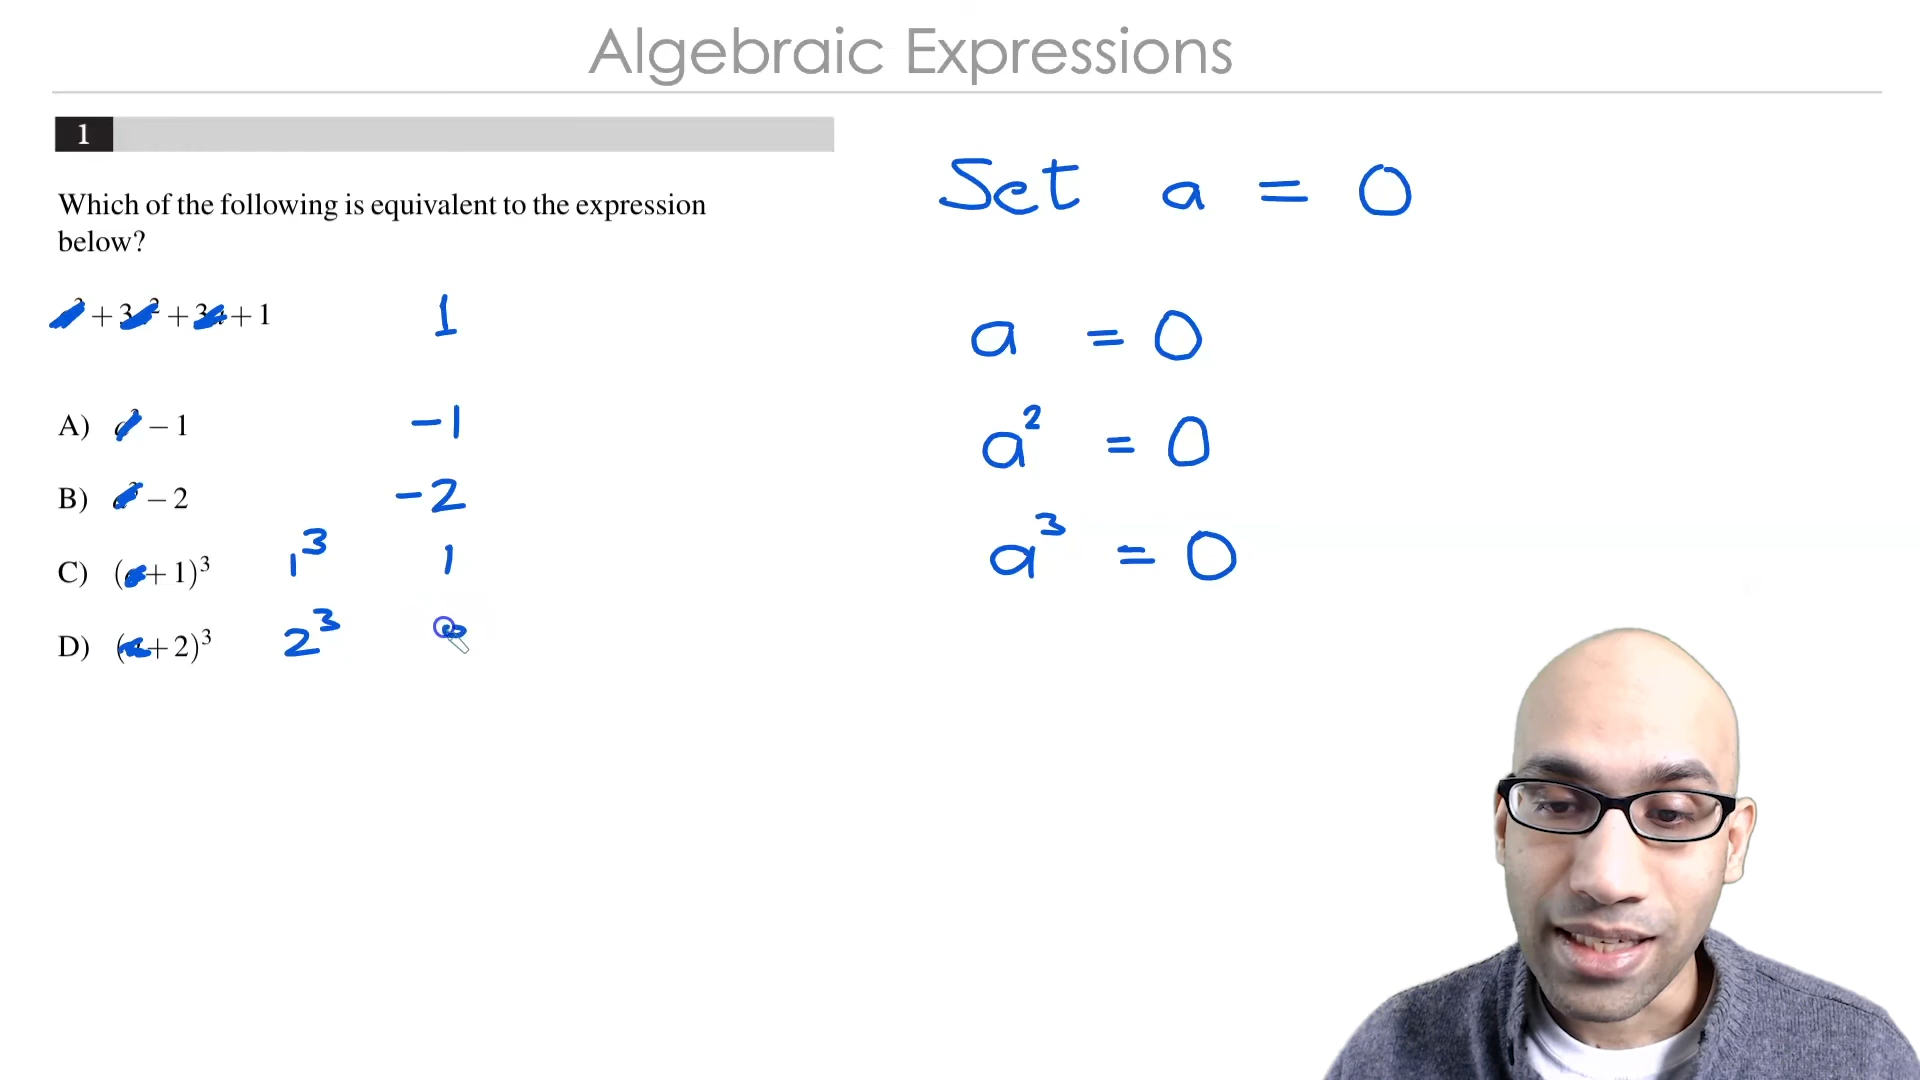 Algebraic Expressions
1
Which of the following is equivalent to the expression
below?
+ 3 ² + 3 + 1
1
A) − 1
-1
B) − 2
-2
C) ( + 1)³
1³
1
D) ( + 2)³
2³
Set a = 0
a = 0
a² = 0
a³ = 0